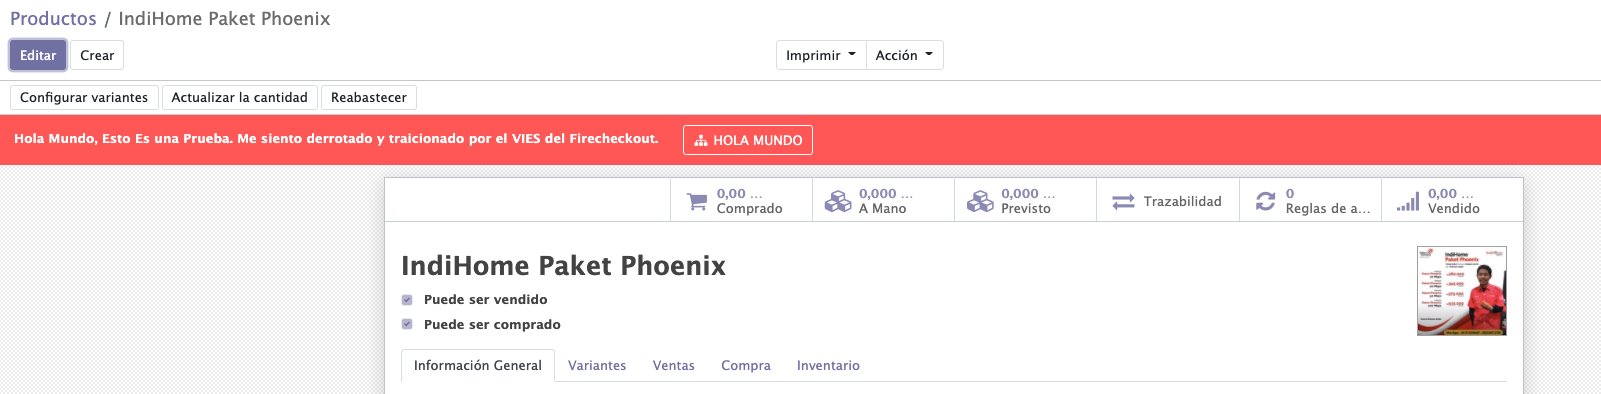 Productos / IndiHome Paket Phoenix
Editar Crear Imprimir Acción
Configurar variantes Actualizar la cantidad Reabastecer
Hola Mundo, Esto Es una Prueba. Me siento derrotado y traicionado por el VIES del Firecheckout. HOLA MUNDO
0,00 ... 0,000 ... 0,000 ... 0 0,00 ...
Comprado A Mano Previsto Trazabilidad Reglas de a... Vendido
IndiHome Paket Phoenix
IndiHome
Paket Phoenix
Puede ser vendido
Puede ser comprado
Información General Variantes Ventas Compra Inventario